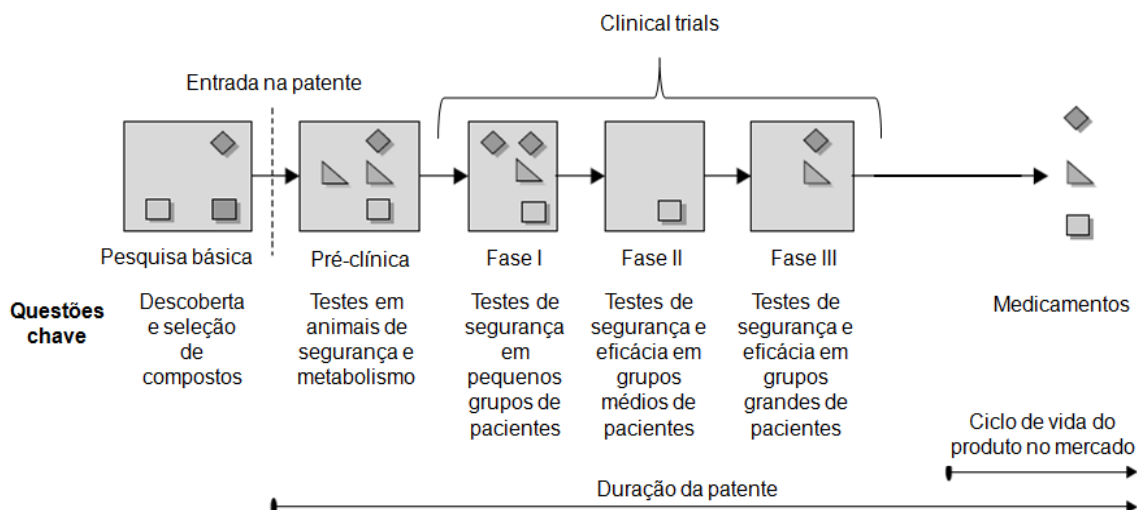 Clinical trials
Entrada na patente
Pesquisa básica
Pré-clínica
Fase I
Fase II
Fase III
Medicamentos
Questões
chave
Descoberta
e seleção
de
compostos
Testes em
animais de
segurança e
metabolismo
Testes de
segurança
em
pequenos
grupos de
pacientes
Testes de
segurança e
eficácia em
grupos
médios de
pacientes
Testes de
segurança e
eficácia em
grupos
grandes de
pacientes
Ciclo de vida do
produto no mercado
Duração da patente